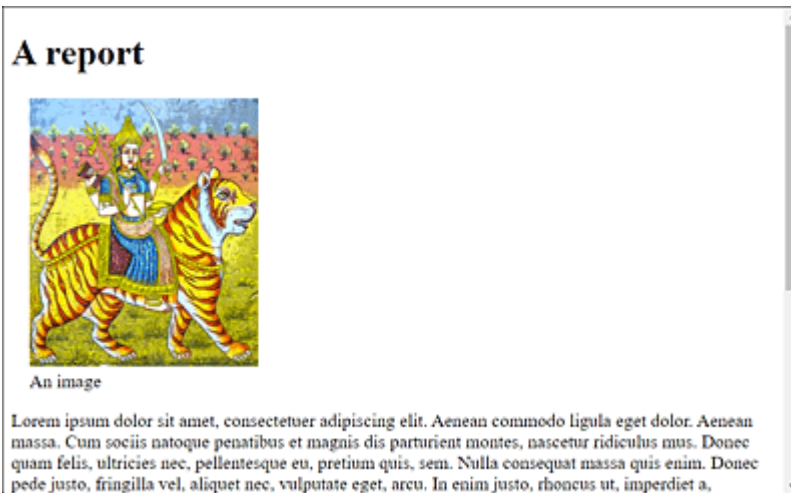 A report
An image
Lorem ipsum dolor sit amet, consectetuer adipiscing elit. Aenean commodo ligula eget dolor. Aenean
massa. Cum sociis natoque penatibus et magnis dis parturient montes, nascetur ridiculus mus. Donec
quam felis, ultricies nec, pellentesque eu, pretium quis, sem. Nulla consequat massa quis enim. Donec
pede justo, fringilla vel, aliquet nec, vulputate eget, arcu. In enim justo, rhoncus ut, imperdiet a,